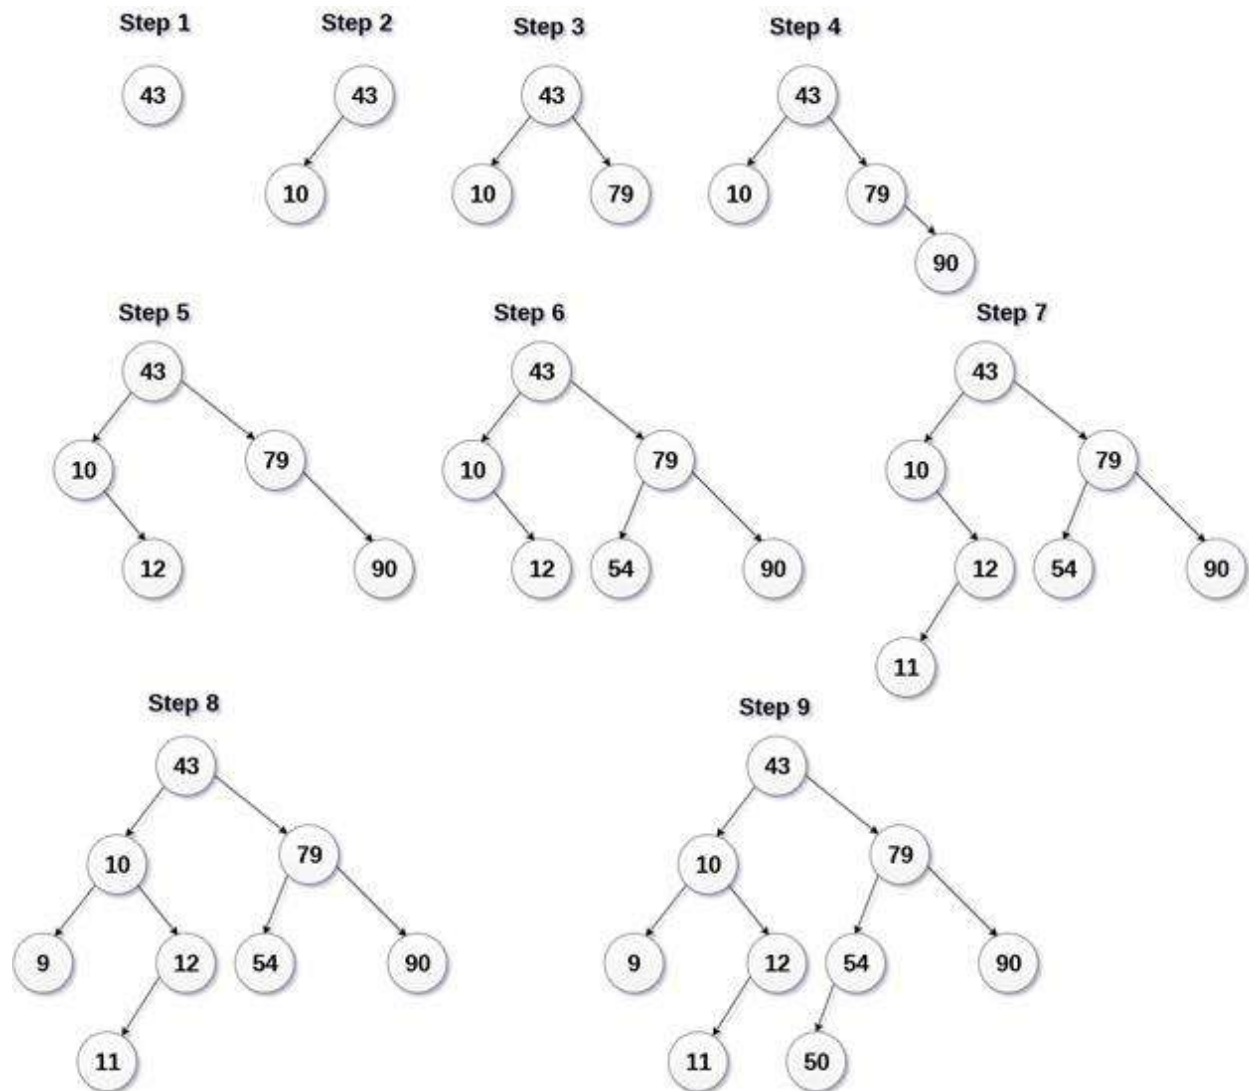 Step 1 Step 2 Step 3 Step 4
43 43 43 43
10 10 79 10 79
90
Step 5 Step 6 Step 7
43 43 43
10 79 10 79 10 79
12 90 12 54 90 12 54 90
11
Step 8 Step 9
43 43
10 79 10 79
9 12 54 90 9 12 54 90
11 11 50